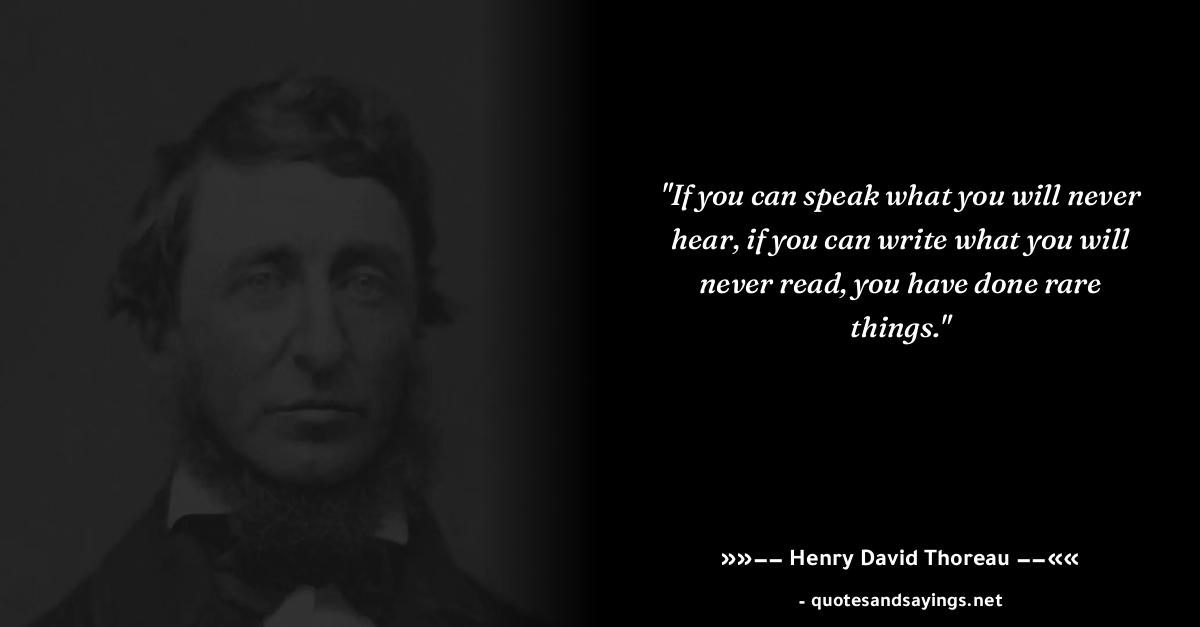 "If you can speak what you will never
hear, if you can write what you will
never read, you have done rare
things."
»»−− Henry David Thoreau −−««
- quotesandsayings.net